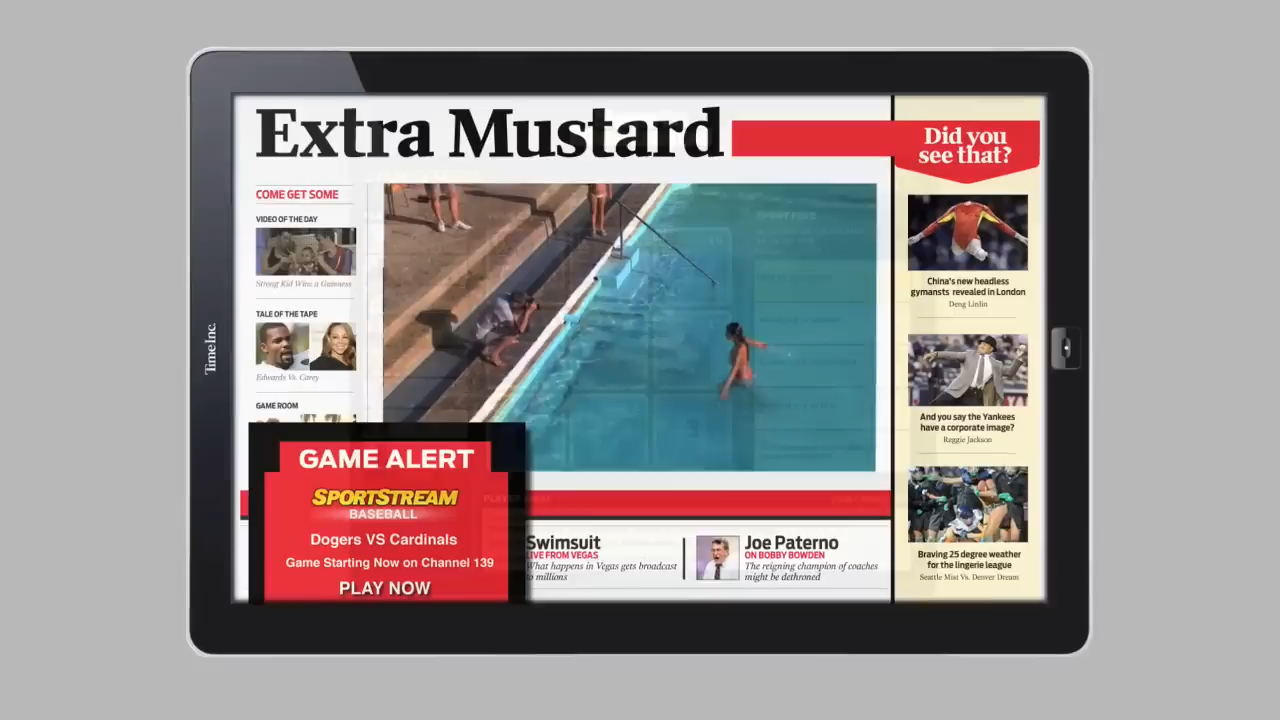 Extra Mustard
Did you
see that?
COME GET SOME
VIDEO OF THE DAY
Strong Kid Wins a Guinness
TALE OF THE TAPE
Edwards Vs. Carey
GAME ROOM
GAME ALERT
SPORTSTREAM
BASEBALL
Dogers VS Cardinals
Game Starting Now on Channel 139
PLAY NOW
Swimsuit
LIVE FROM VEGAS
What happens in Vegas gets broadcast
to millions
Joe Paterno
ON BOBBY BOWDEN
The reigning champion of coaches
might be dethroned
China's new headless
gymansts revealed in London
Deng Linlin
And you say the Yankees
have a corporate image?
Reggie Jackson
Braving 25 degree weather
for the lingerie league
Seattle Mist Vs. Denver Dream
Time Inc.